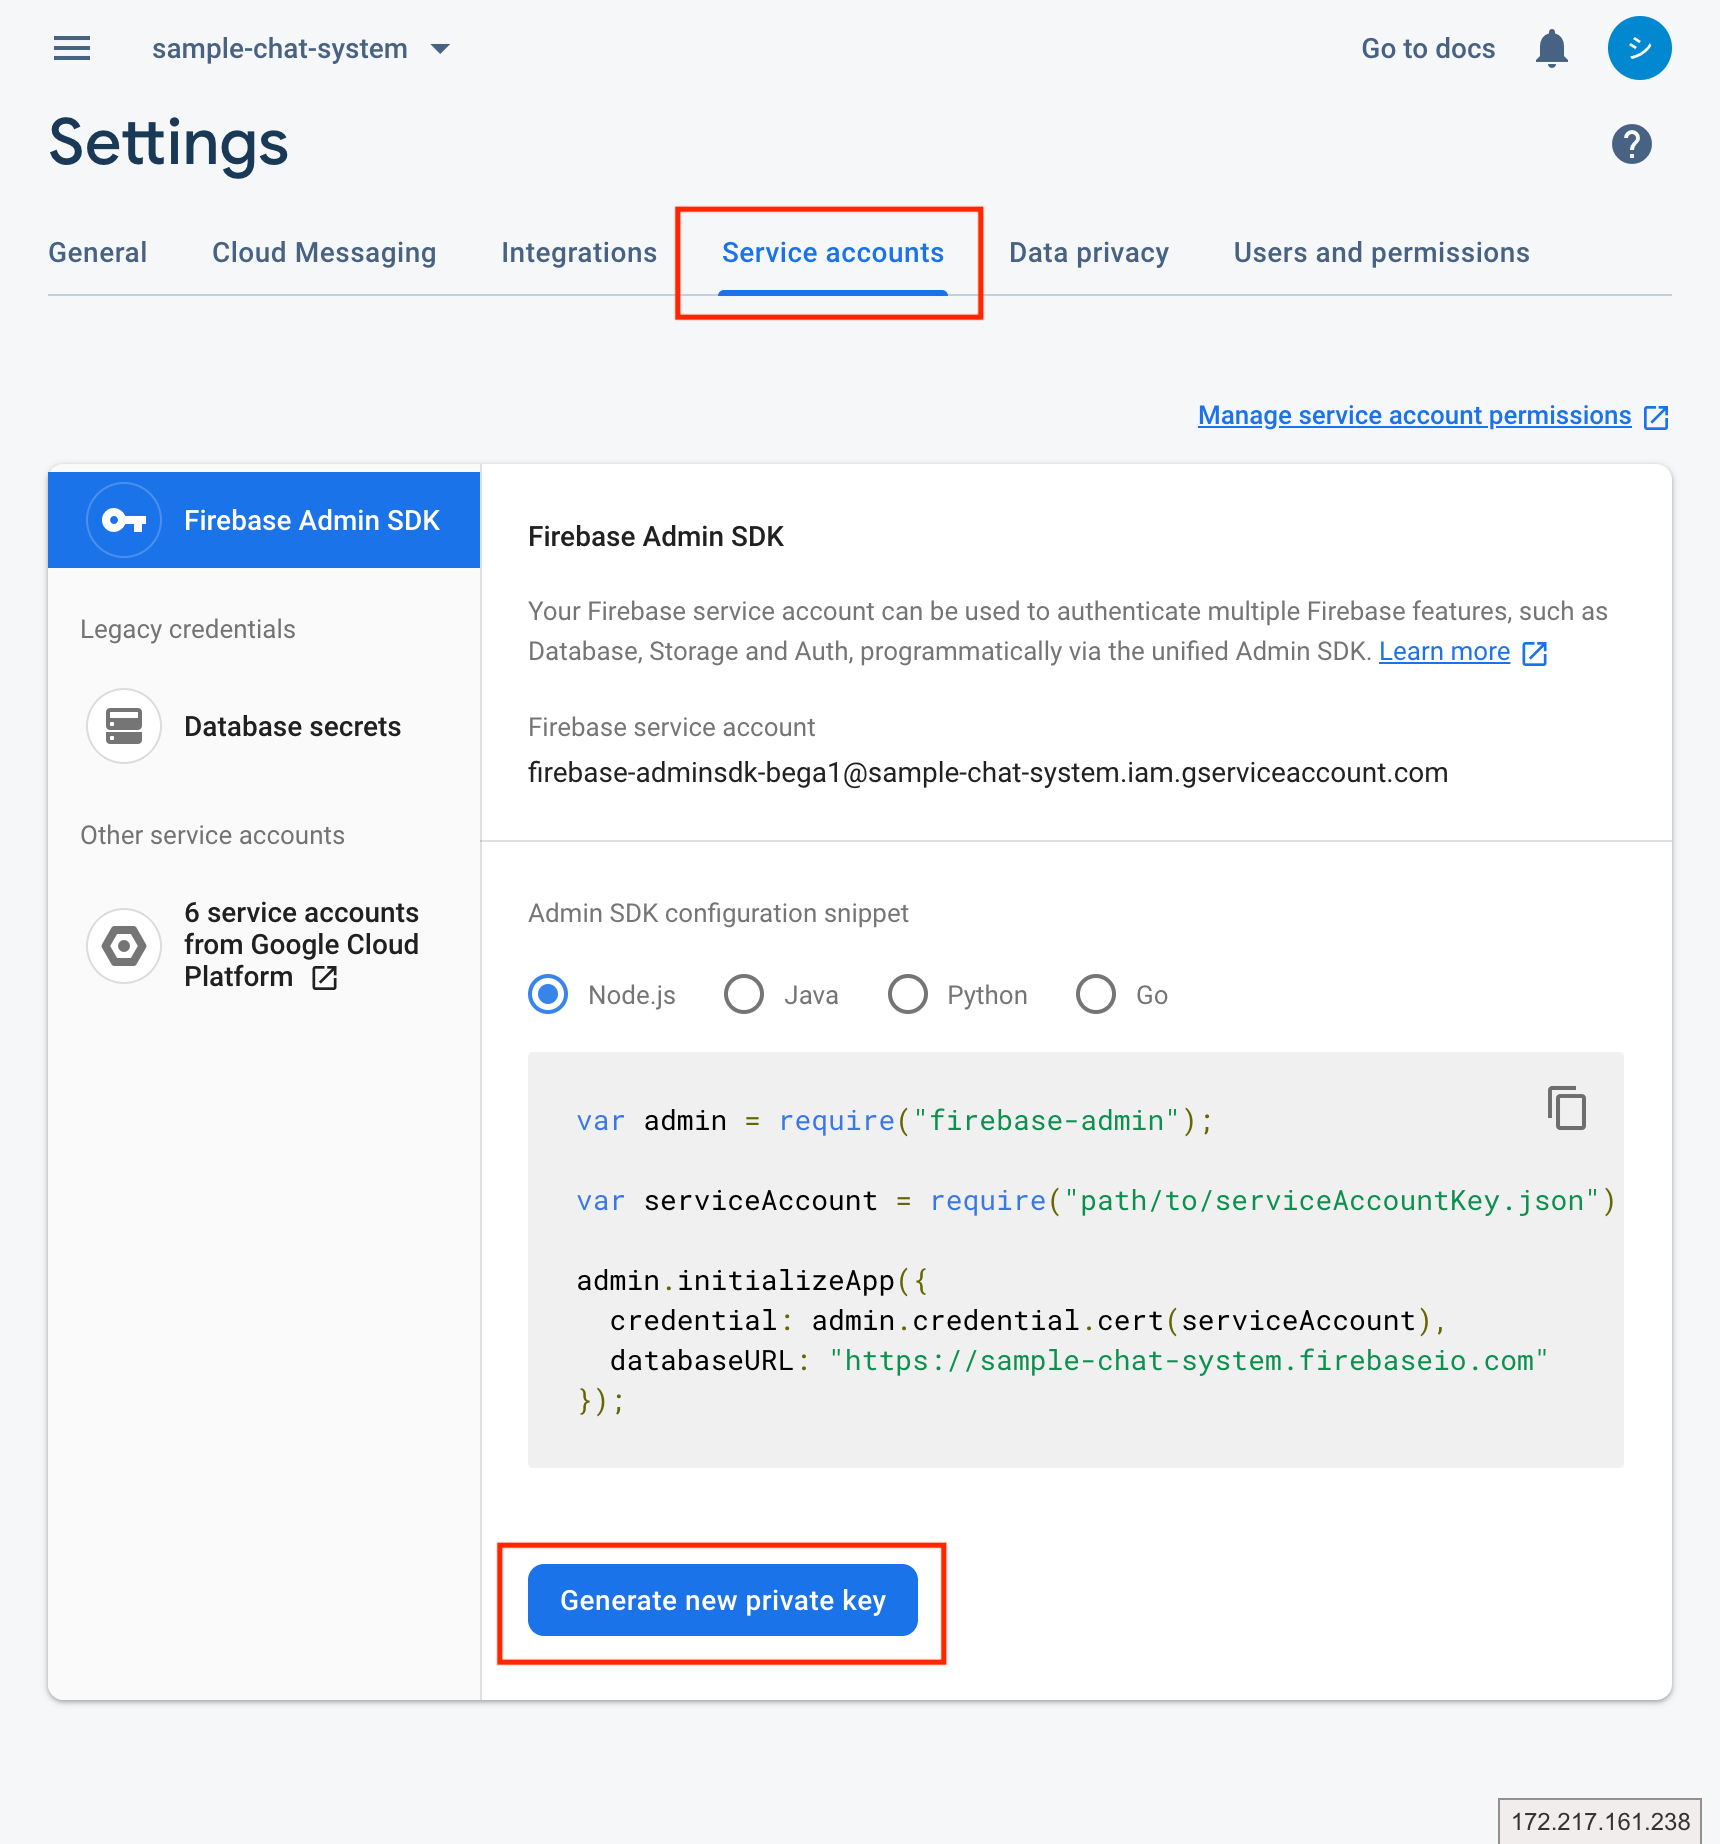 sample-chat-system
Go to docs
シ
Settings
?
General Cloud Messaging Integrations Service accounts Data privacy Users and permissions
Manage service account permissions
Firebase Admin SDK
Legacy credentials
Database secrets
Other service accounts
6 service accounts
from Google Cloud
Platform
Firebase Admin SDK
Your Firebase service account can be used to authenticate multiple Firebase features, such as
Database, Storage and Auth, programmatically via the unified Admin SDK. Learn more
Firebase service account
firebase-adminsdk-bega1@sample-chat-system.iam.gserviceaccount.com
Admin SDK configuration snippet
Node.js Java Python Go
var admin = require("firebase-admin");
var serviceAccount = require("path/to/serviceAccountKey.json")
admin.initializeApp({
  credential: admin.credential.cert(serviceAccount),
  databaseURL: "https://sample-chat-system.firebaseio.com"
});
Generate new private key
172.217.161.238